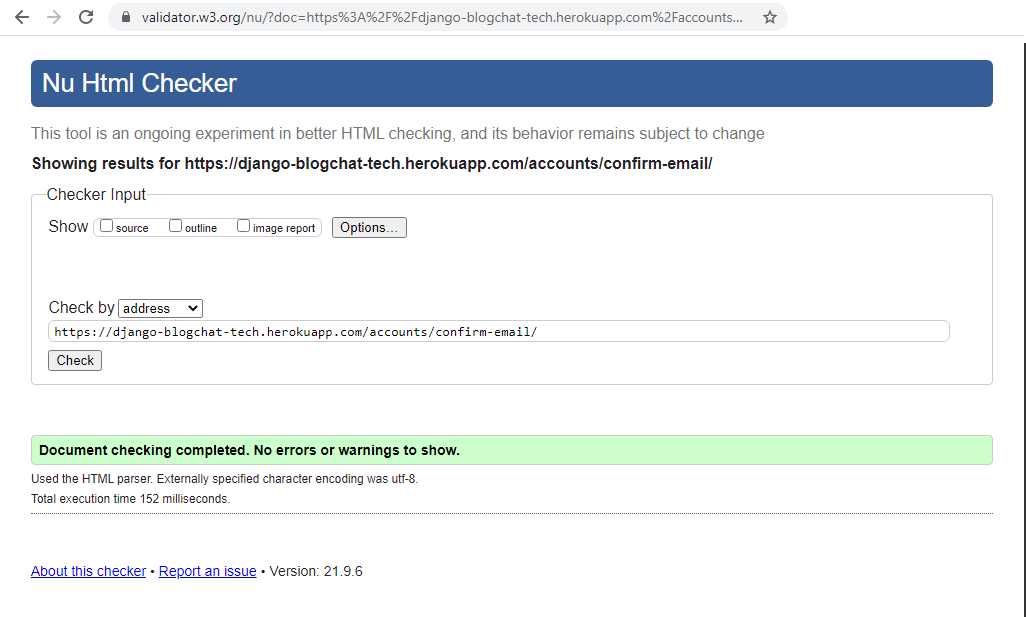 validator.w3.org/nu/?doc=https%3A%2F%2Fdjango-blogchat-tech.herokuapp.com%2Faccounts...
Nu Html Checker
This tool is an ongoing experiment in better HTML checking, and its behavior remains subject to change
Showing results for https://django-blogchat-tech.herokuapp.com/accounts/confirm-email/
Checker Input
Show source outline image report Options...
Check by address
https://django-blogchat-tech.herokuapp.com/accounts/confirm-email/
Check
Document checking completed. No errors or warnings to show.
Used the HTML parser. Externally specified character encoding was utf-8.
Total execution time 152 milliseconds.
About this checker • Report an issue • Version: 21.9.6